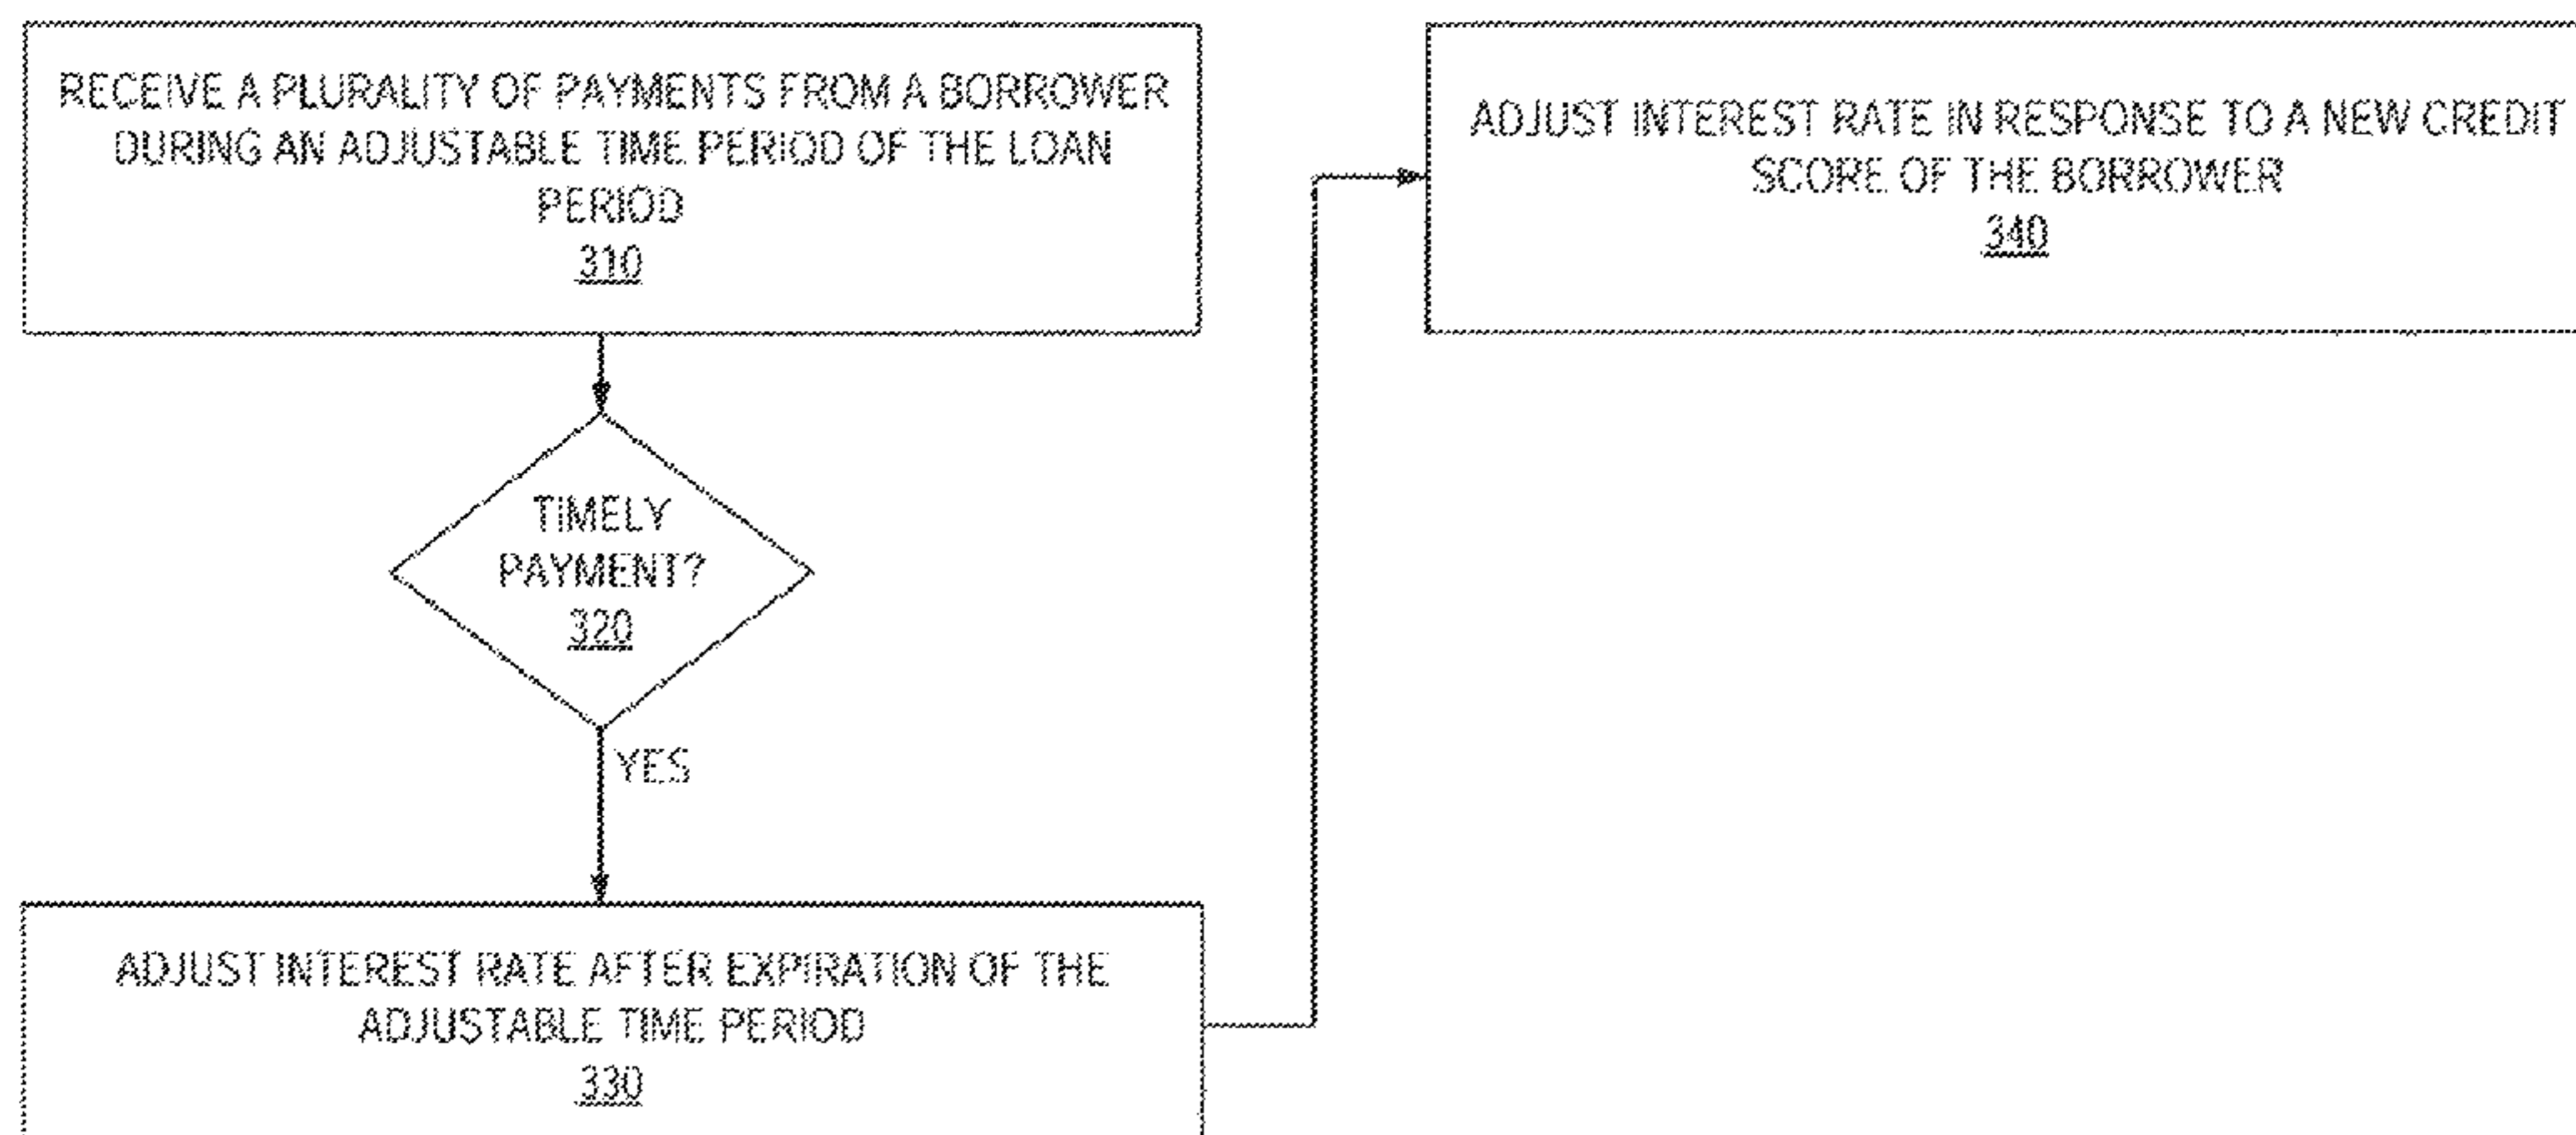 RECEIVE A PLURALITY OF PAYMENTS FROM A BORROWER
DURING AN ADJUSTABLE TIME PERIOD OF THE LOAN
PERIOD
310
TIMELY
PAYMENT?
320
YES
ADJUST INTEREST RATE AFTER EXPIRATION OF THE
ADJUSTABLE TIME PERIOD
330
ADJUST INTEREST RATE IN RESPONSE TO A NEW CREDIT
SCORE OF THE BORROWER
340